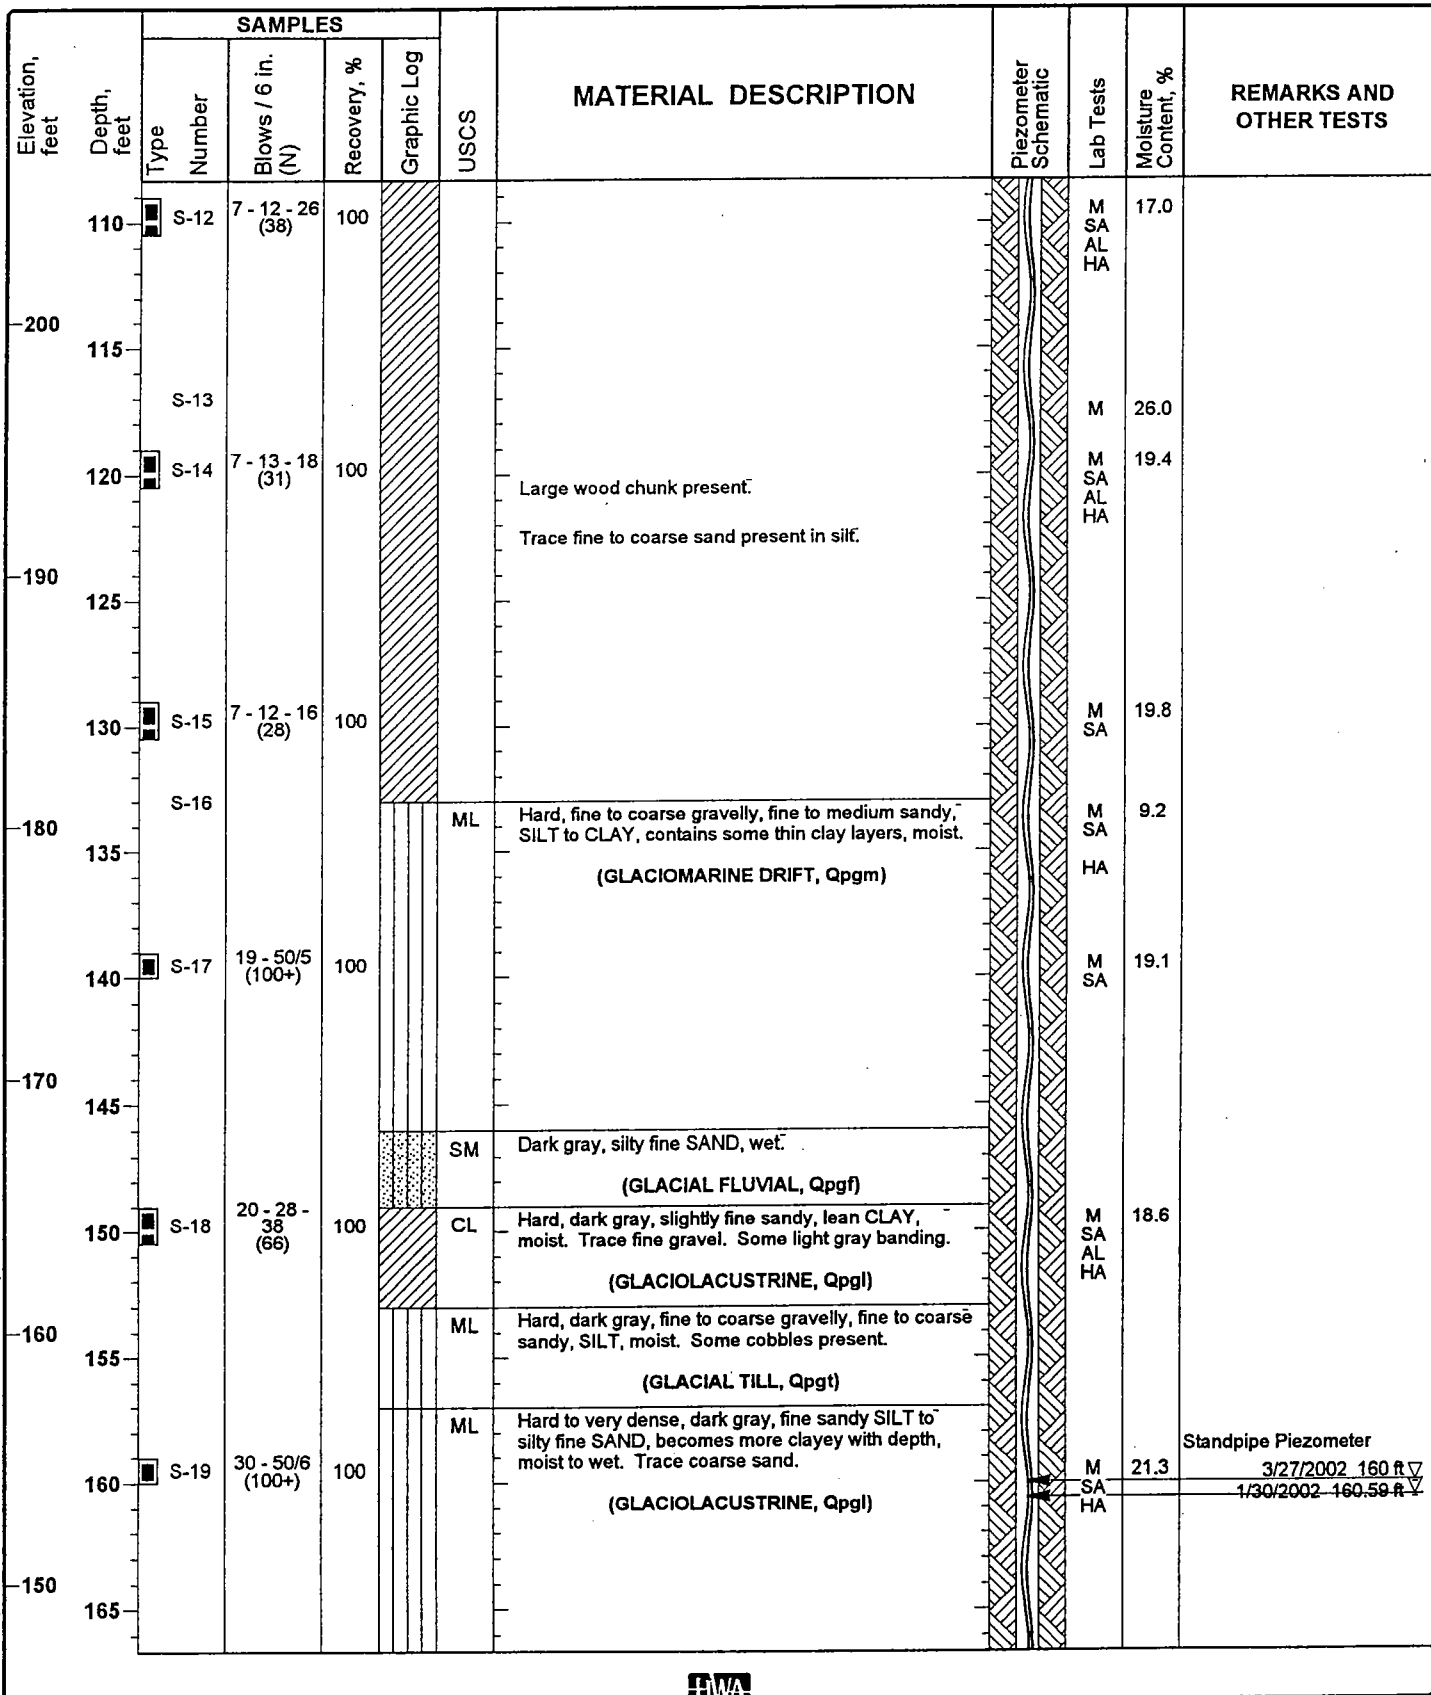 SAMPLES
Elevation, feet
Depth, feet
Type
Number
Blows / 6 in. (N)
Recovery, %
Graphic Log
USCS
MATERIAL DESCRIPTION
Piezometer Schematic
Lab Tests
Moisture Content, %
REMARKS AND
OTHER TESTS
110 S-12 7 - 12 - 26 (38) 100 M SA AL HA 17.0
200
115
S-13 M 26.0
120 S-14 7 - 13 - 18 (31) 100 M SA AL HA 19.4
Large wood chunk present.
Trace fine to coarse sand present in silt.
190
125
130 S-15 7 - 12 - 16 (28) 100 M SA 19.8
S-16 M SA HA 9.2
ML Hard, fine to coarse gravelly, fine to medium sandy,
SILT to CLAY, contains some thin clay layers, moist.
180
135
(GLACIOMARINE DRIFT, Qpgm)
140 S-17 19 - 50/5 (100+) 100 M SA 19.1
170
145
SM Dark gray, silty fine SAND, wet.
(GLACIAL FLUVIAL, Qpgf)
150 S-18 20 - 28 - 38 (66) 100 M SA AL HA 18.6
CL Hard, dark gray, slightly fine sandy, lean CLAY,
moist. Trace fine gravel. Some light gray banding.
(GLACIOLACUSTRINE, Qpgl)
160
ML Hard, dark gray, fine to coarse gravelly, fine to coarse
sandy, SILT, moist. Some cobbles present.
155
(GLACIAL TILL, Qpgt)
ML Hard to very dense, dark gray, fine sandy SILT to
silty fine SAND, becomes more clayey with depth,
moist to wet. Trace coarse sand.
(GLACIOLACUSTRINE, Qpgl)
160 S-19 30 - 50/6 (100+) 100 M SA HA 21.3
Standpipe Piezometer
3/27/2002 160 ft
1/30/2002 160.59 ft
150
165
HWA